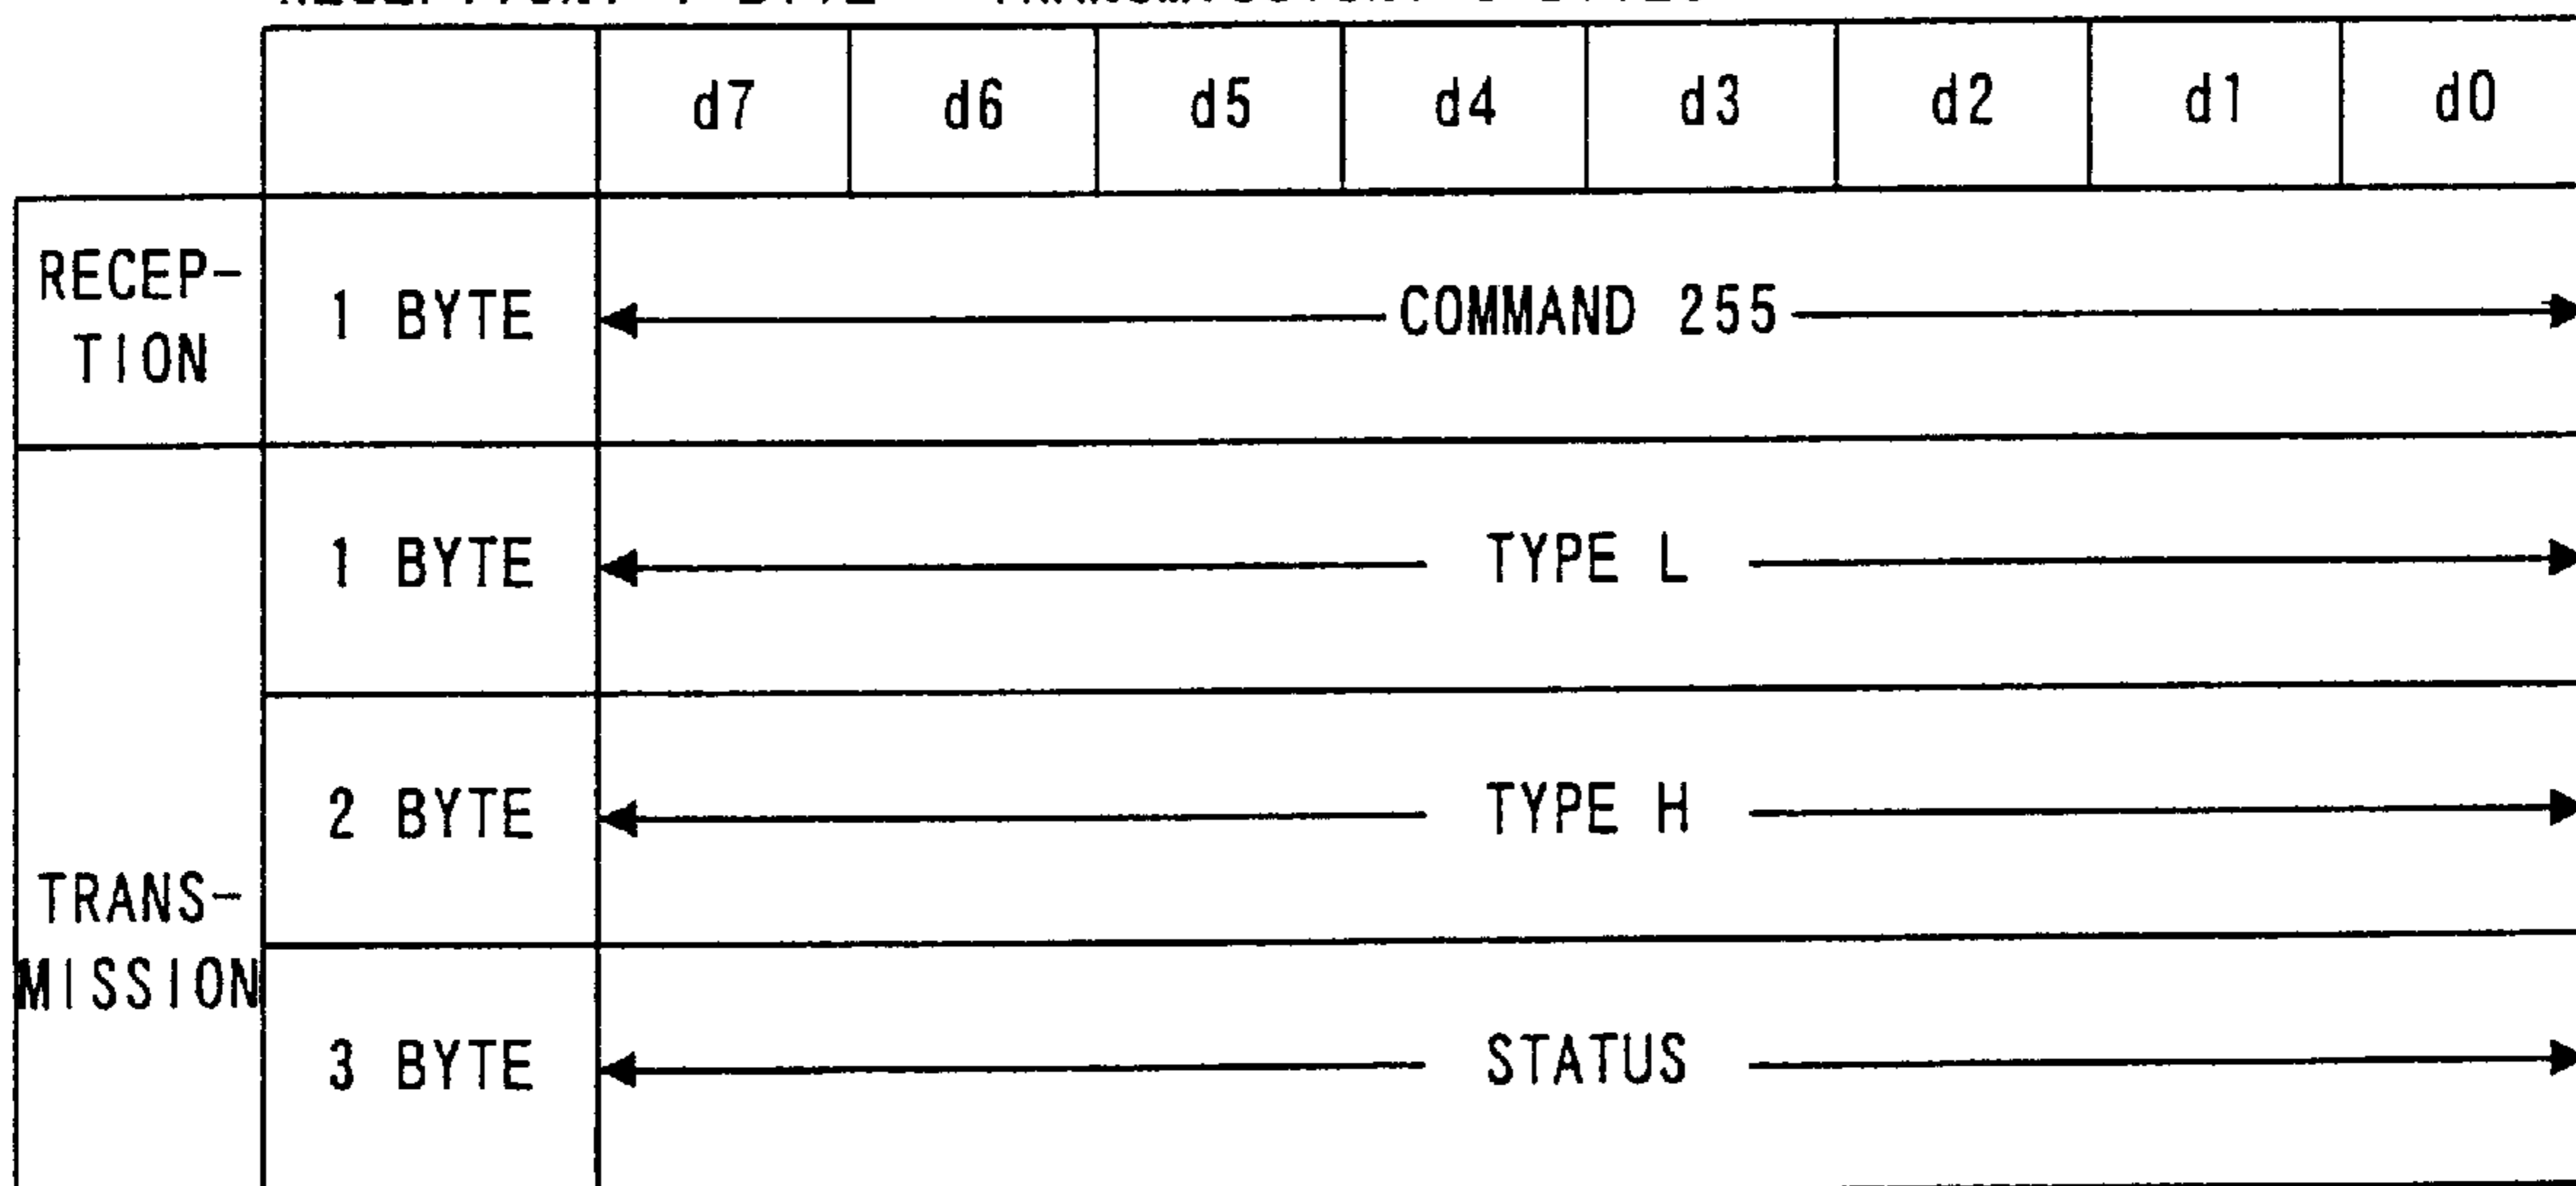 d7 d6 d5 d4 d3 d2 d1 d0
RECEP-
TION
1 BYTE
COMMAND 255
TRANS-
MISSION
1 BYTE
TYPE L
2 BYTE
TYPE H
3 BYTE
STATUS